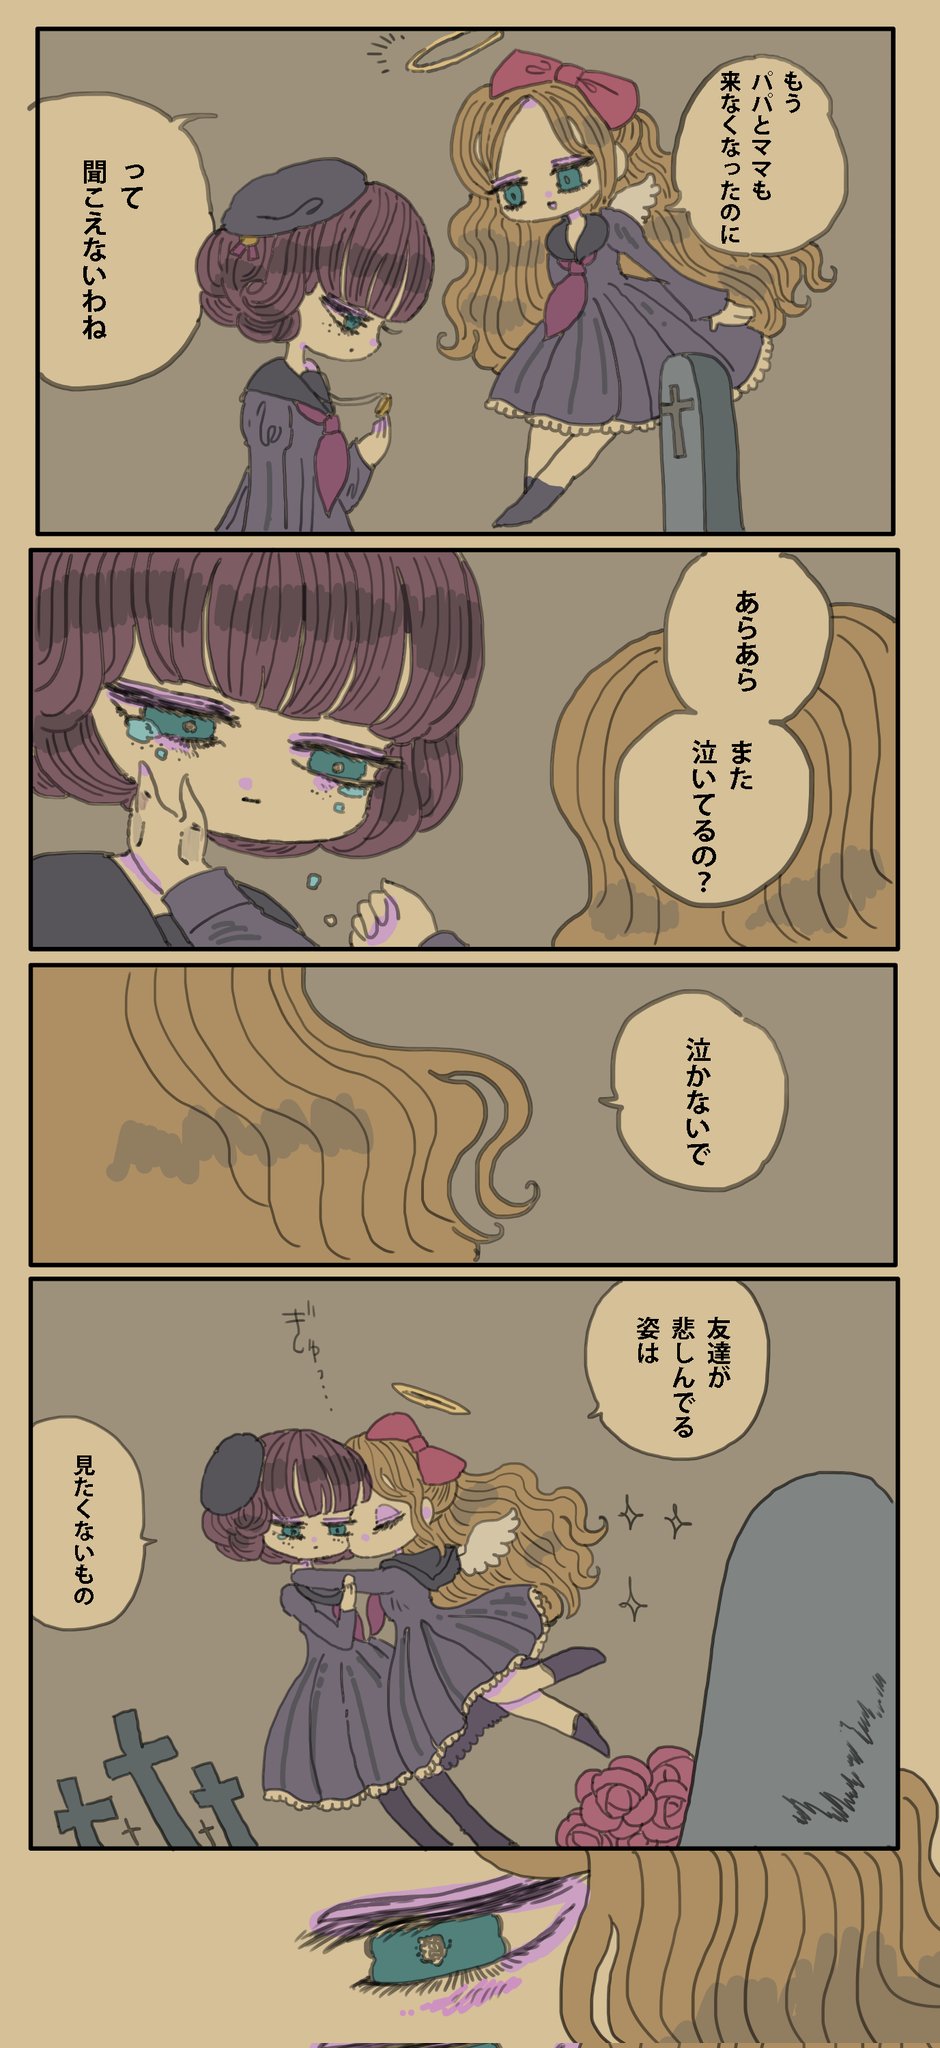 もう
パパとママも
来なくなったのに
って
聞こえないわね
あらあら
また
泣いてるの？
泣かないで
友達が
悲しんでる
姿は
ぎゅっ…
見たくないもの